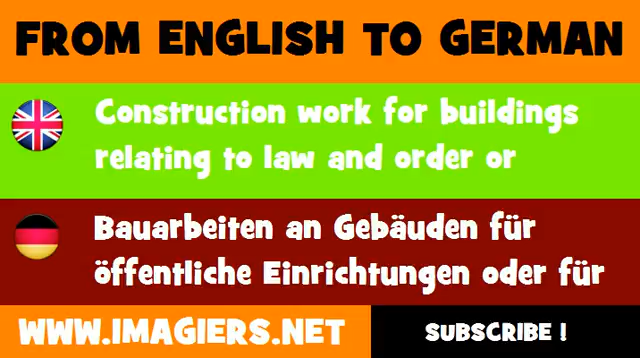 FROM ENGLISH TO GERMAN
Construction work for buildings
relating to law and order or
Bauarbeiten an Gebäuden für
öffentliche Einrichtungen oder für
WWW.IMAGIERS.NET
SUBSCRIBE !